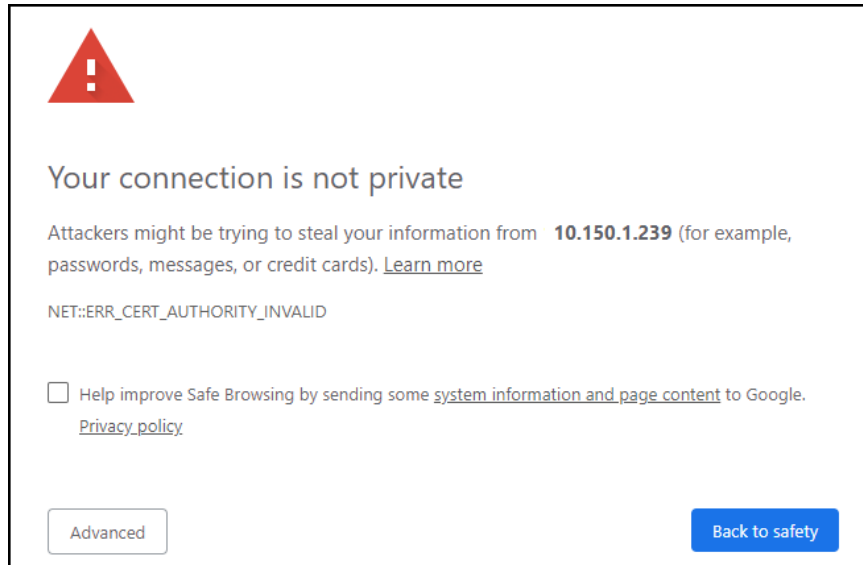 !
Your connection is not private
Attackers might be trying to steal your information from 10.150.1.239 (for example,
passwords, messages, or credit cards). Learn more
NET::ERR_CERT_AUTHORITY_INVALID
Help improve Safe Browsing by sending some system information and page content to Google.
Privacy policy
Advanced
Back to safety